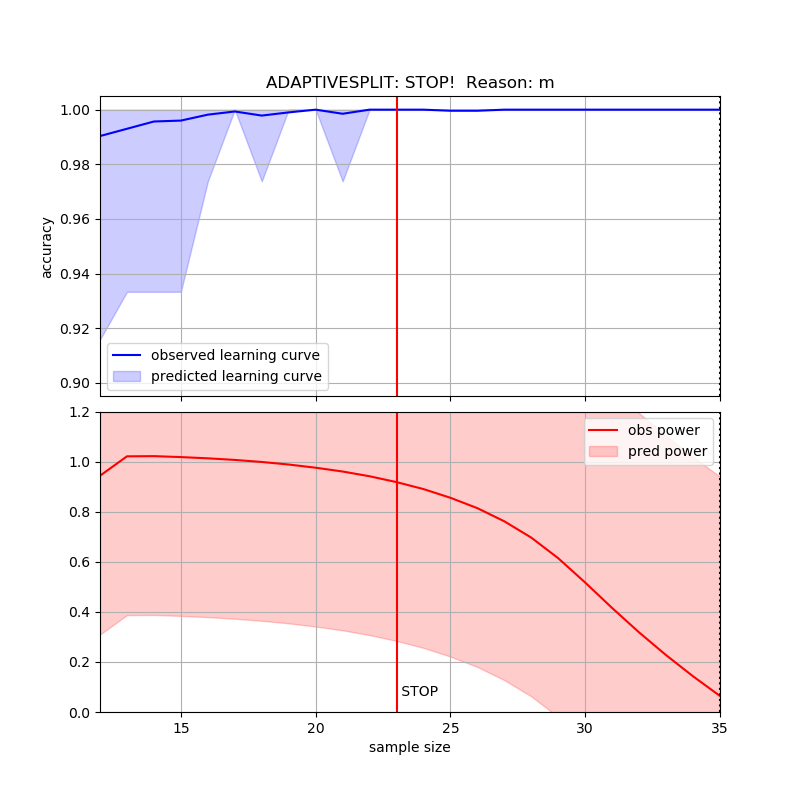 ADAPTIVESPLIT: STOP!  Reason: m
1.00
0.98
0.96
0.94
0.92
0.90
accuracy
observed learning curve
predicted learning curve
1.2
1.0
0.8
0.6
0.4
0.2
0.0
obs power
pred power
STOP
15
20
25
30
35
sample size